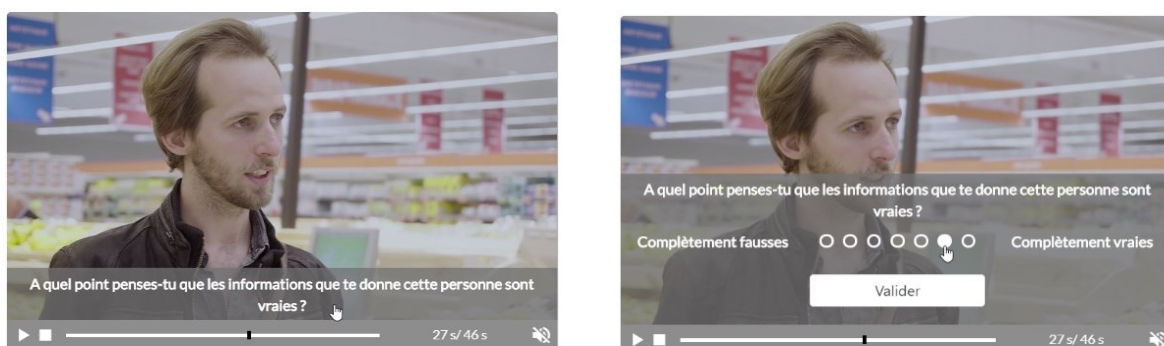 A quel point penses-tu que les informations que te donne cette personne sont
vraies ?
27 s/ 46 s
A quel point penses-tu que les informations que te donne cette personne sont
vraies ?
Complètement fausses
Complètement vraies
Valider
27 s/ 46 s